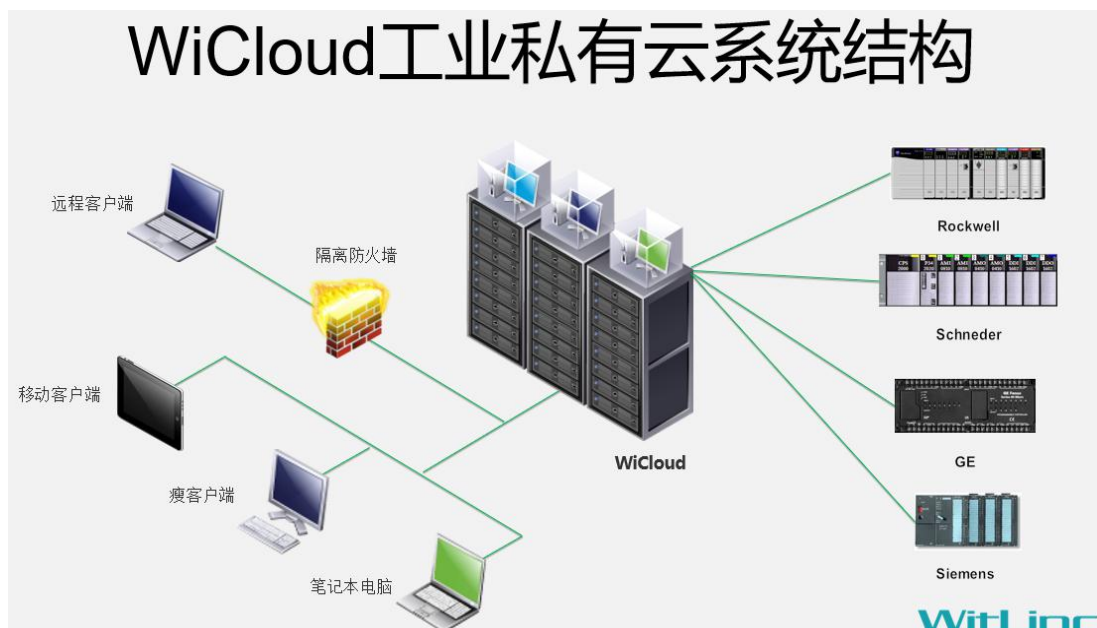 WiCloud工业私有云系统结构
远程客户端
隔离防火墙
移动客户端
瘦客户端
笔记本电脑
WiCloud
Rockwell
Schneder
GE
Siemens